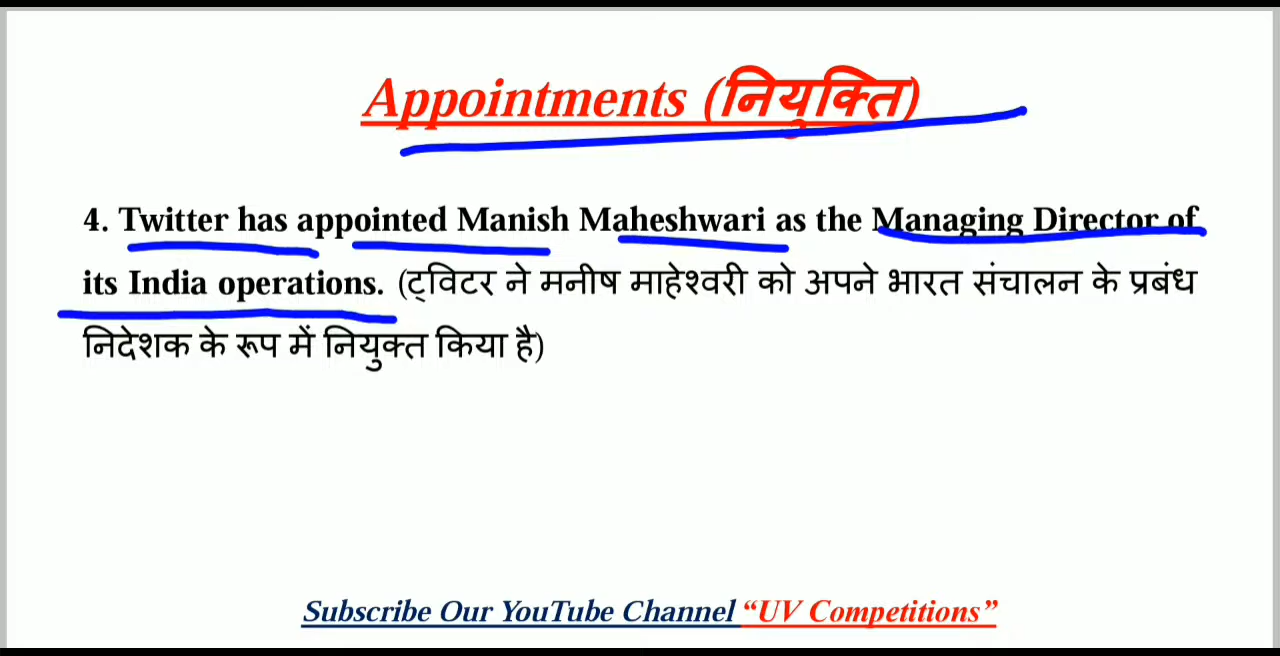 Appointments (नियुक्ति)
4. Twitter has appointed Manish Maheshwari as the Managing Director of
its India operations. (ट्विटर ने मनीष माहेश्वरी को अपने भारत संचालन के प्रबंध
निदेशक के रूप में नियुक्त किया है)
Subscribe Our YouTube Channel “UV Competitions”